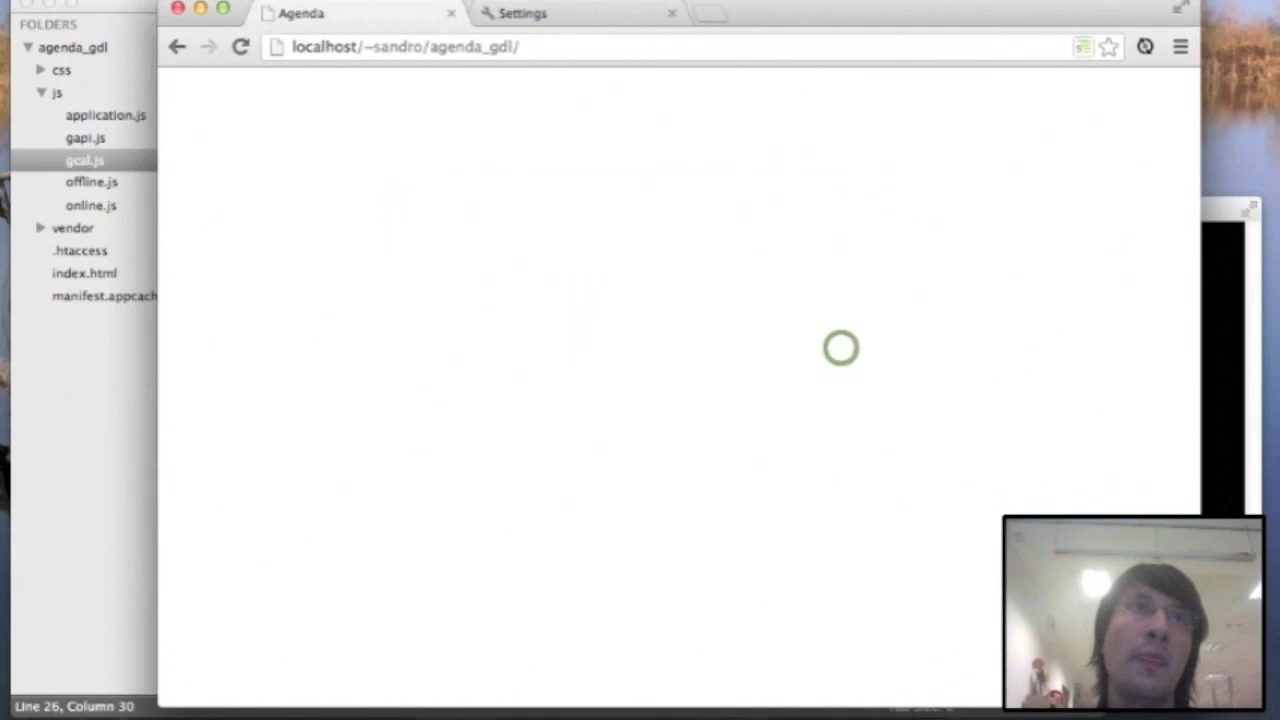 FOLDERS
agenda_gdl
css
js
application.js
gapi.js
gcal.js
offline.js
online.js
vendor
.htaccess
index.html
manifest.appcach
Line 26, Column 30
Agenda
Settings
localhost/~sandro/agenda_gdl/